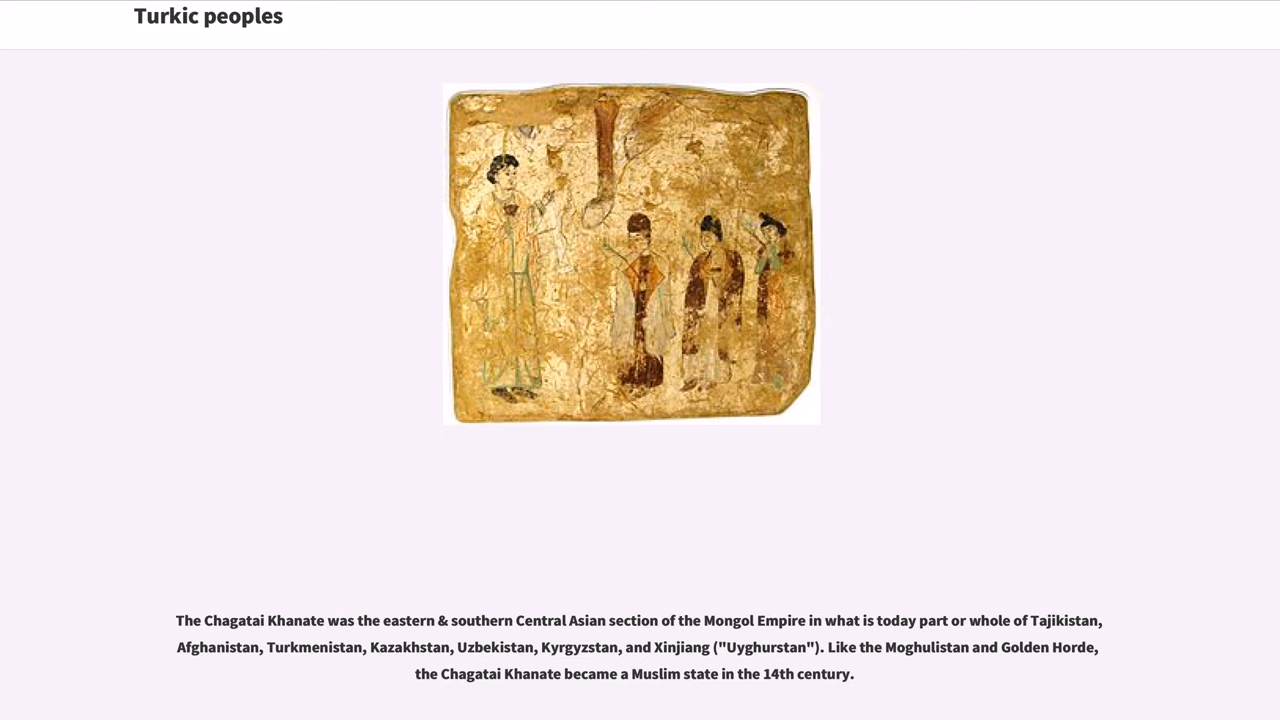 Turkic peoples
The Chagatai Khanate was the eastern & southern Central Asian section of the Mongol Empire in what is today part or whole of Tajikistan,
Afghanistan, Turkmenistan, Kazakhstan, Uzbekistan, Kyrgyzstan, and Xinjiang ("Uyghurstan"). Like the Moghulistan and Golden Horde,
the Chagatai Khanate became a Muslim state in the 14th century.